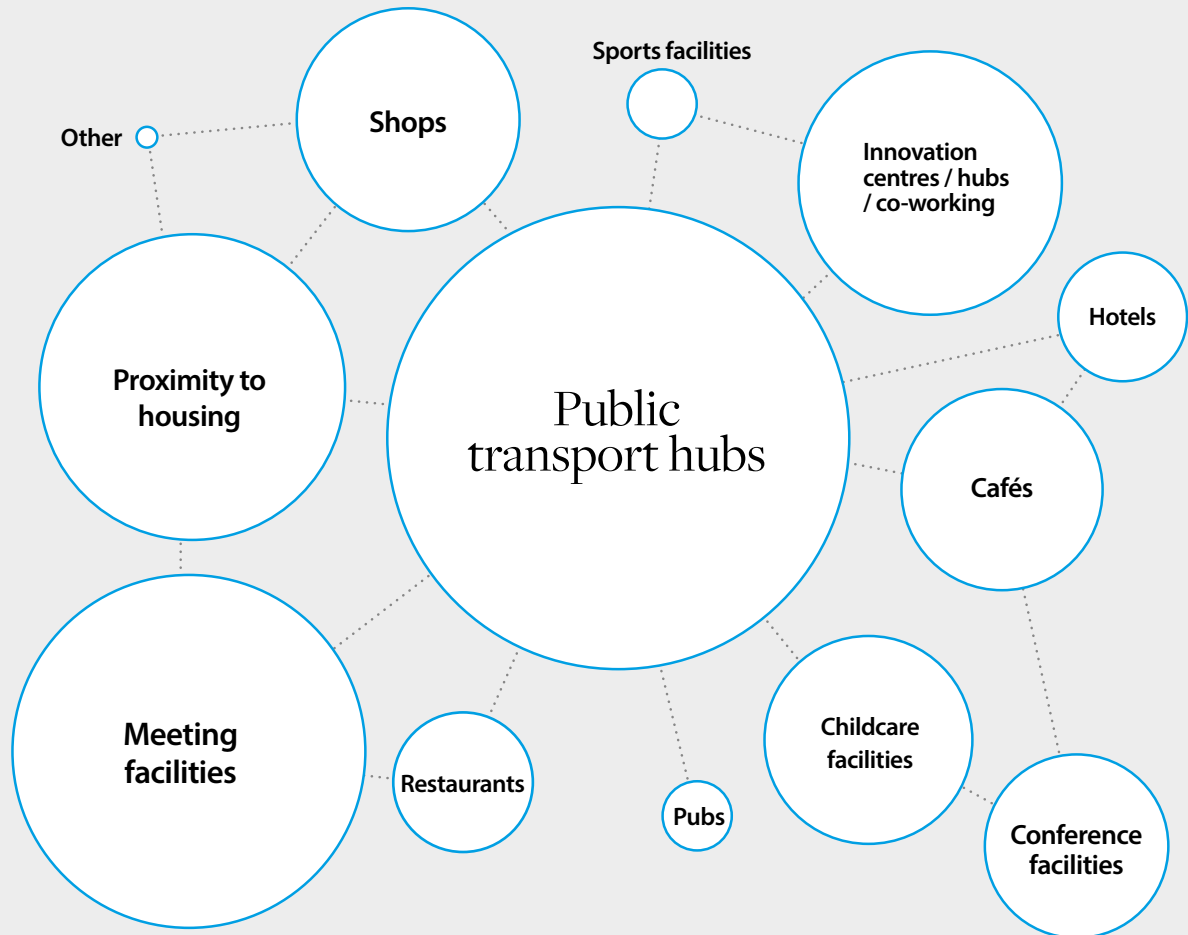 Sports facilities
Shops
Other
Innovation
centres / hubs
/ co-working
Hotels
Proximity to
housing
Public
transport hubs
Cafés
Meeting
facilities
Childcare
facilities
Restaurants
Pubs
Conference
facilities